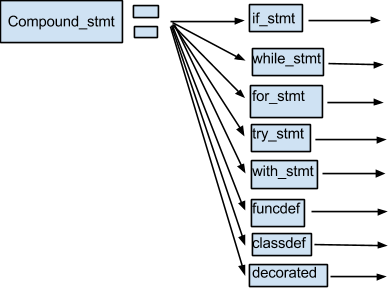 Compound_stmt
if_stmt
while_stmt
for_stmt
try_stmt
with_stmt
funcdef
classdef
decorated